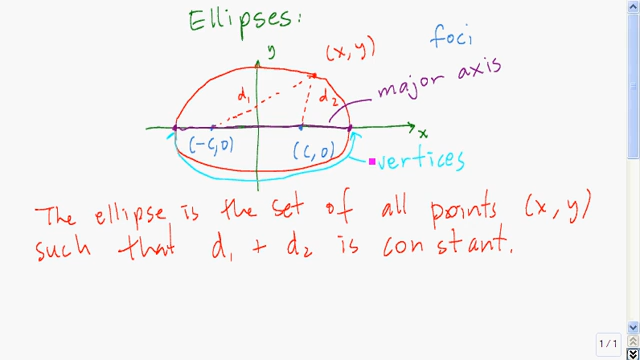 Ellipses:
foci
y
(x, y)
major axis
d1
d2
x
(-c, 0)
(c, 0)
vertices
The ellipse is the set of all points (x, y)
such that d1 + d2 is constant.
1 / 1